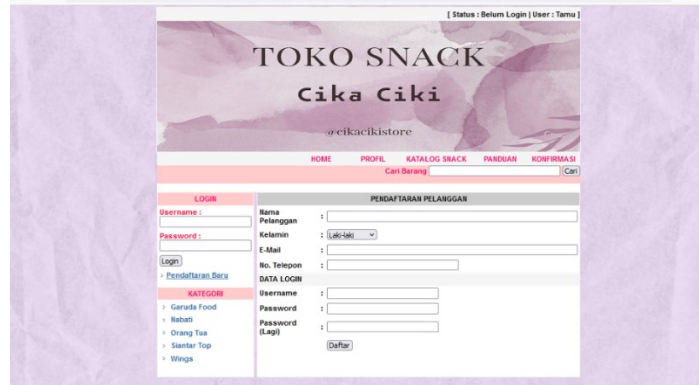 [ Status : Belum Login | User : Tamu ]
TOKO SNACK
Cika Ciki
@cikacikistore
HOME PROFIL KATALOG SNACK PANDUAN KONFIRMASI
Cari Barang Cari
LOGIN
Username :
Password :
Login
› Pendaftaran Baru
KATEGORI
› Garuda Food
› Nabati
› Orang Tua
› Siantar Top
› Wings
PENDAFTARAN PELANGGAN
Nama
Pelanggan :
Kelamin : Laki-laki
E-Mail :
No. Telepon :
DATA LOGIN
Username :
Password :
Password
(Lagi) :
Daftar